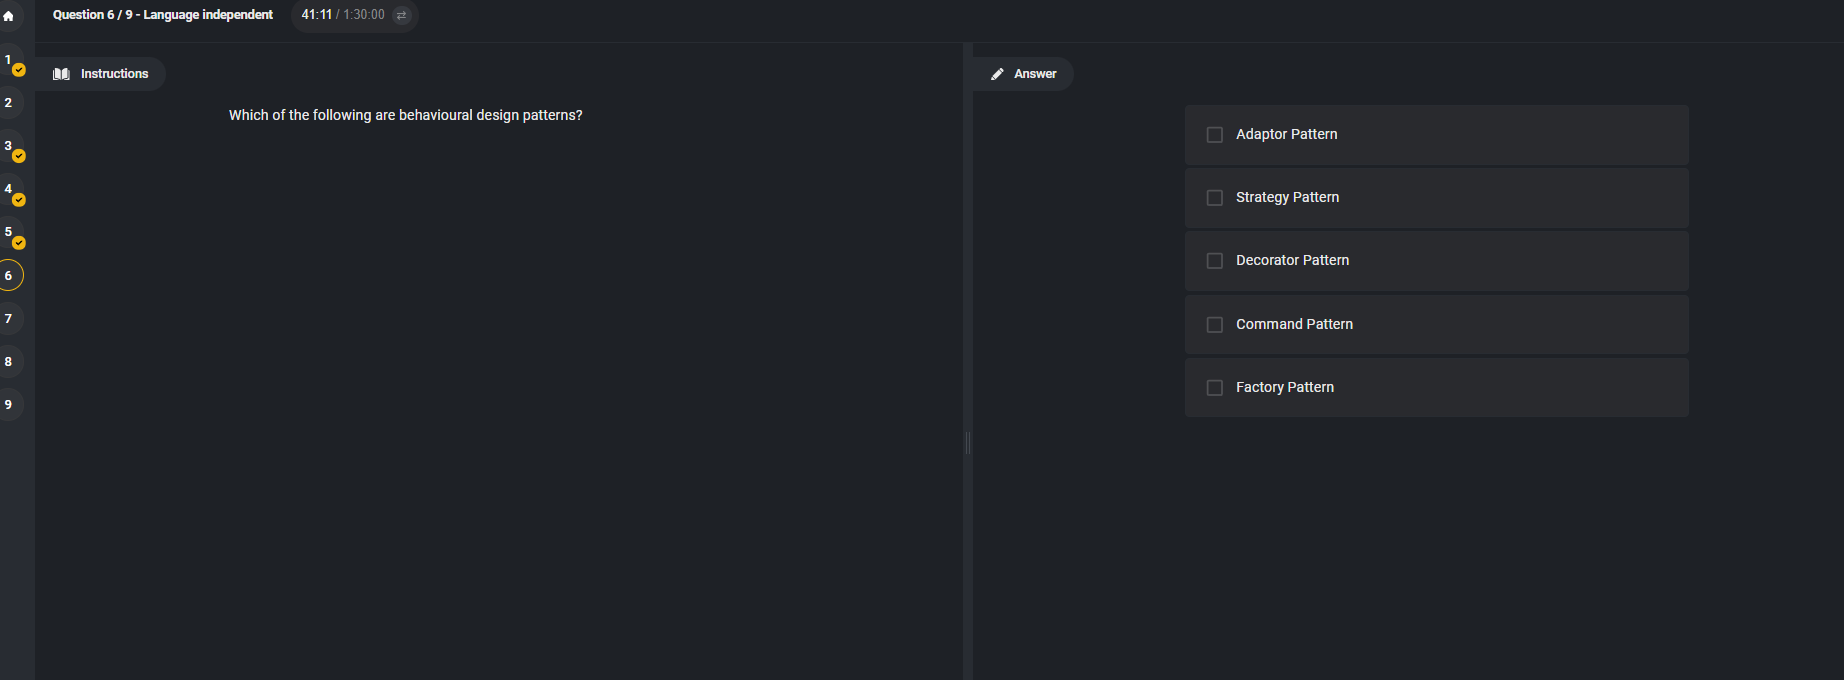 Question 6 / 9 - Language independent
41:11 / 1:30:00
1
2
3
4
5
6
7
8
9
Instructions
Which of the following are behavioural design patterns?
Answer
Adaptor Pattern
Strategy Pattern
Decorator Pattern
Command Pattern
Factory Pattern